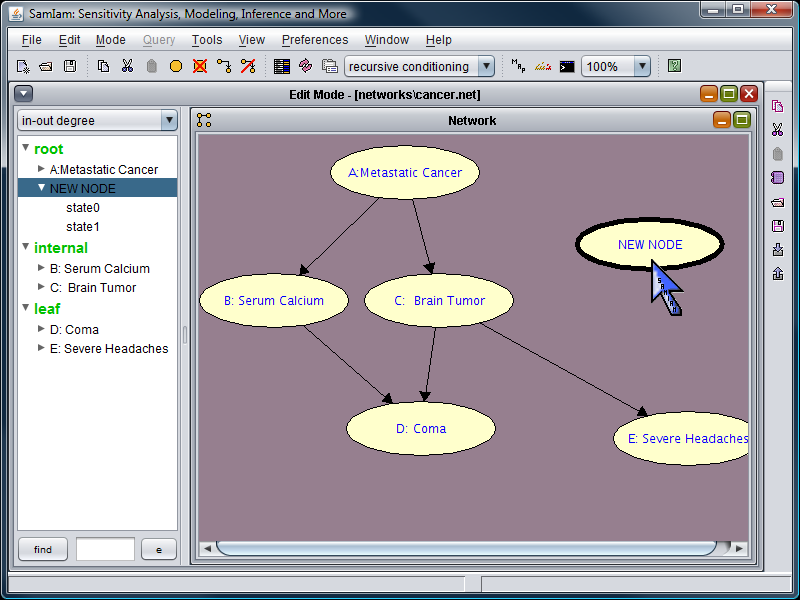 SamIam: Sensitivity Analysis, Modeling, Inference and More
File Edit Mode Query Tools View Preferences Window Help
recursive conditioning 100%
Edit Mode - [networks\cancer.net]
in-out degree
Network
root
A:Metastatic Cancer
NEW NODE
state0
state1
internal
B: Serum Calcium
C: Brain Tumor
leaf
D: Coma
E: Severe Headaches
find
e
A:Metastatic Cancer
NEW NODE
B: Serum Calcium
C: Brain Tumor
D: Coma
E: Severe Headaches